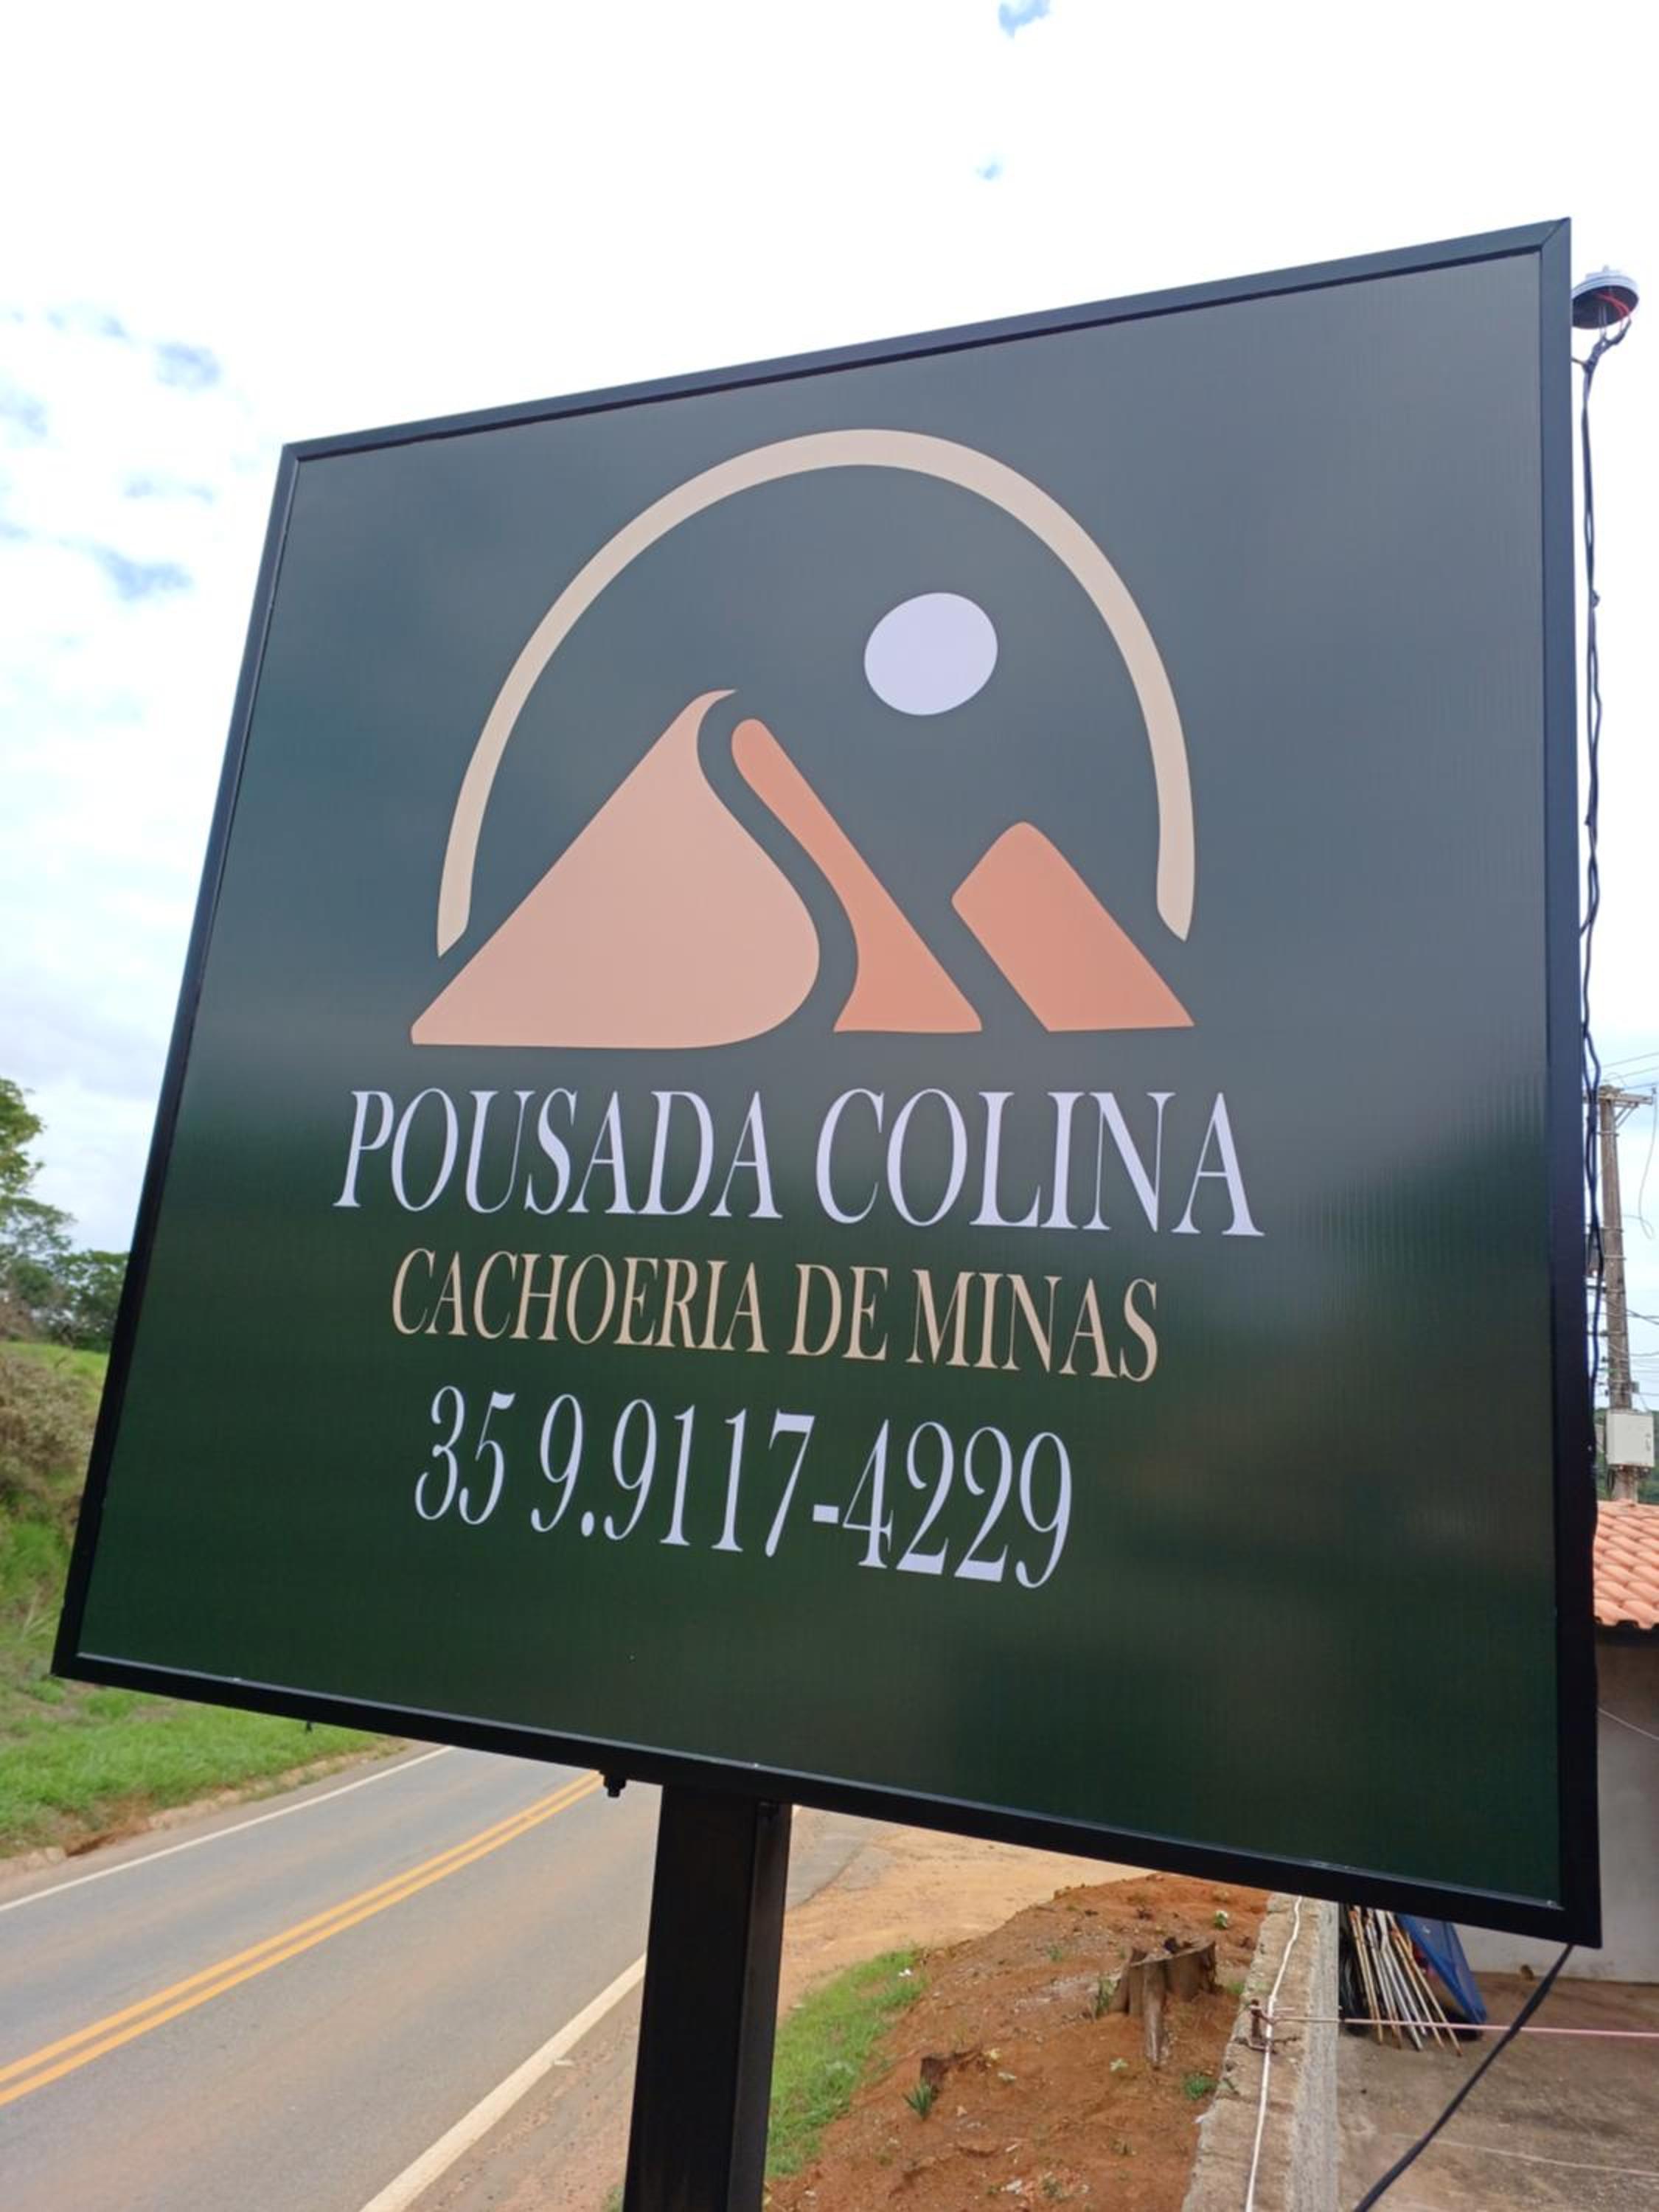 POUSADA COLINA
CACHOERIA DE MINAS
35 9.9117-4229